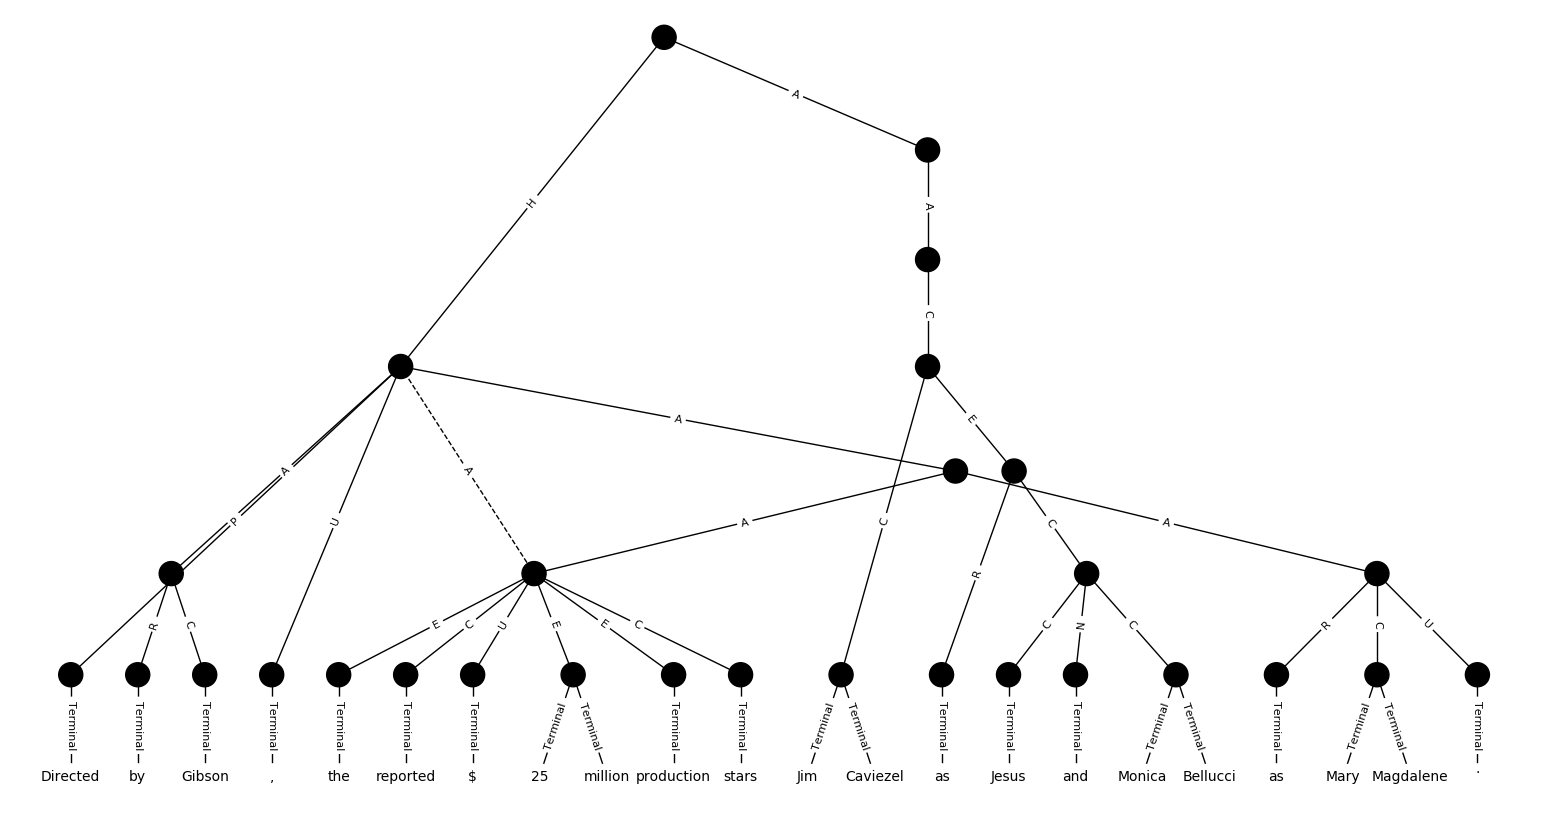 A
H
A
C
A
A
E
A
P
U
A
C
A
C
R
R
C
E
C
U
E
E
C
C
N
C
R
C
U
Terminal Terminal Terminal Terminal Terminal Terminal Terminal Terminal Terminal Terminal Terminal Terminal Terminal Terminal Terminal Terminal Terminal Terminal Terminal Terminal Terminal Terminal
Directed by Gibson , the reported $ 25 million production stars Jim Caviezel as Jesus and Monica Bellucci as Mary Magdalene .